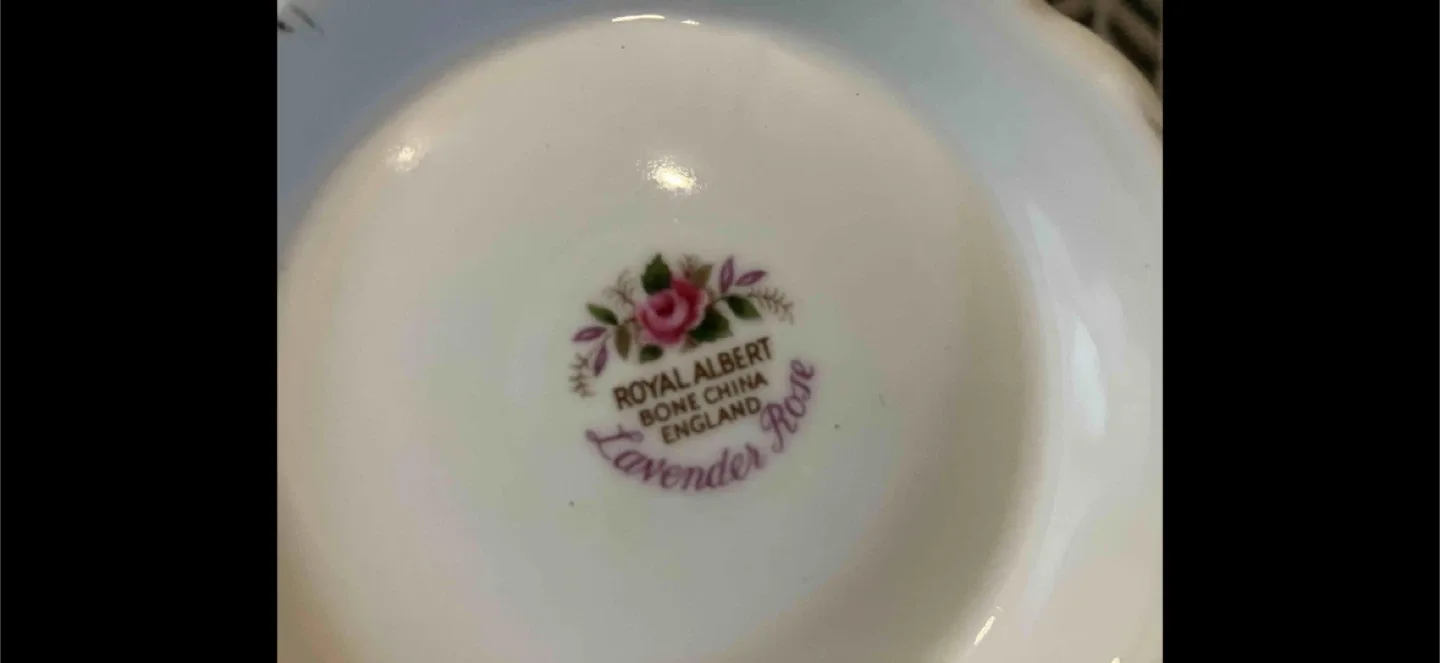 ROYAL ALBERT
BONE CHINA
ENGLAND
Lavender Rose